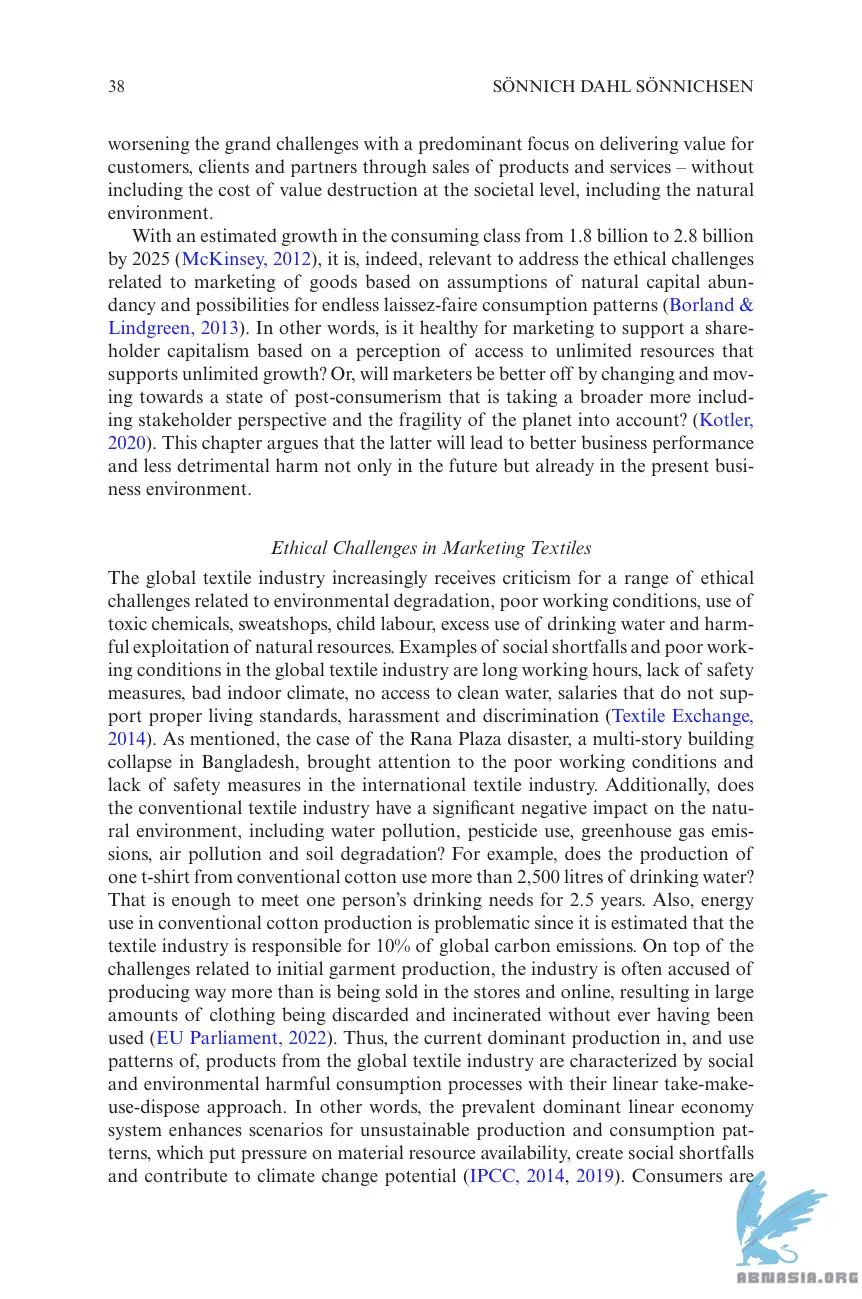 38
SÖNNICH DAHL SÖNNICHSEN
worsening the grand challenges with a predominant focus on delivering value for
customers, clients and partners through sales of products and services – without
including the cost of value destruction at the societal level, including the natural
environment.
With an estimated growth in the consuming class from 1.8 billion to 2.8 billion
by 2025 (McKinsey, 2012), it is, indeed, relevant to address the ethical challenges
related to marketing of goods based on assumptions of natural capital abun-
dancy and possibilities for endless laissez-faire consumption patterns (Borland &
Lindgreen, 2013). In other words, is it healthy for marketing to support a share-
holder capitalism based on a perception of access to unlimited resources that
supports unlimited growth? Or, will marketers be better off by changing and mov-
ing towards a state of post-consumerism that is taking a broader more includ-
ing stakeholder perspective and the fragility of the planet into account? (Kotler,
2020). This chapter argues that the latter will lead to better business performance
and less detrimental harm not only in the future but already in the present busi-
ness environment.
Ethical Challenges in Marketing Textiles
The global textile industry increasingly receives criticism for a range of ethical
challenges related to environmental degradation, poor working conditions, use of
toxic chemicals, sweatshops, child labour, excess use of drinking water and harm-
ful exploitation of natural resources. Examples of social shortfalls and poor work-
ing conditions in the global textile industry are long working hours, lack of safety
measures, bad indoor climate, no access to clean water, salaries that do not sup-
port proper living standards, harassment and discrimination (Textile Exchange,
2014). As mentioned, the case of the Rana Plaza disaster, a multi-story building
collapse in Bangladesh, brought attention to the poor working conditions and
lack of safety measures in the international textile industry. Additionally, does
the conventional textile industry have a significant negative impact on the natu-
ral environment, including water pollution, pesticide use, greenhouse gas emis-
sions, air pollution and soil degradation? For example, does the production of
one t-shirt from conventional cotton use more than 2,500 litres of drinking water?
That is enough to meet one person's drinking needs for 2.5 years. Also, energy
use in conventional cotton production is problematic since it is estimated that the
textile industry is responsible for 10% of global carbon emissions. On top of the
challenges related to initial garment production, the industry is often accused of
producing way more than is being sold in the stores and online, resulting in large
amounts of clothing being discarded and incinerated without ever having been
used (EU Parliament, 2022). Thus, the current dominant production in, and use
patterns of, products from the global textile industry are characterized by social
and environmental harmful consumption processes with their linear take-make-
use-dispose approach. In other words, the prevalent dominant linear economy
system enhances scenarios for unsustainable production and consumption pat-
terns, which put pressure on material resource availability, create social shortfalls
and contribute to climate change potential (IPCC, 2014, 2019). Consumers are
ABNASIA.ORG